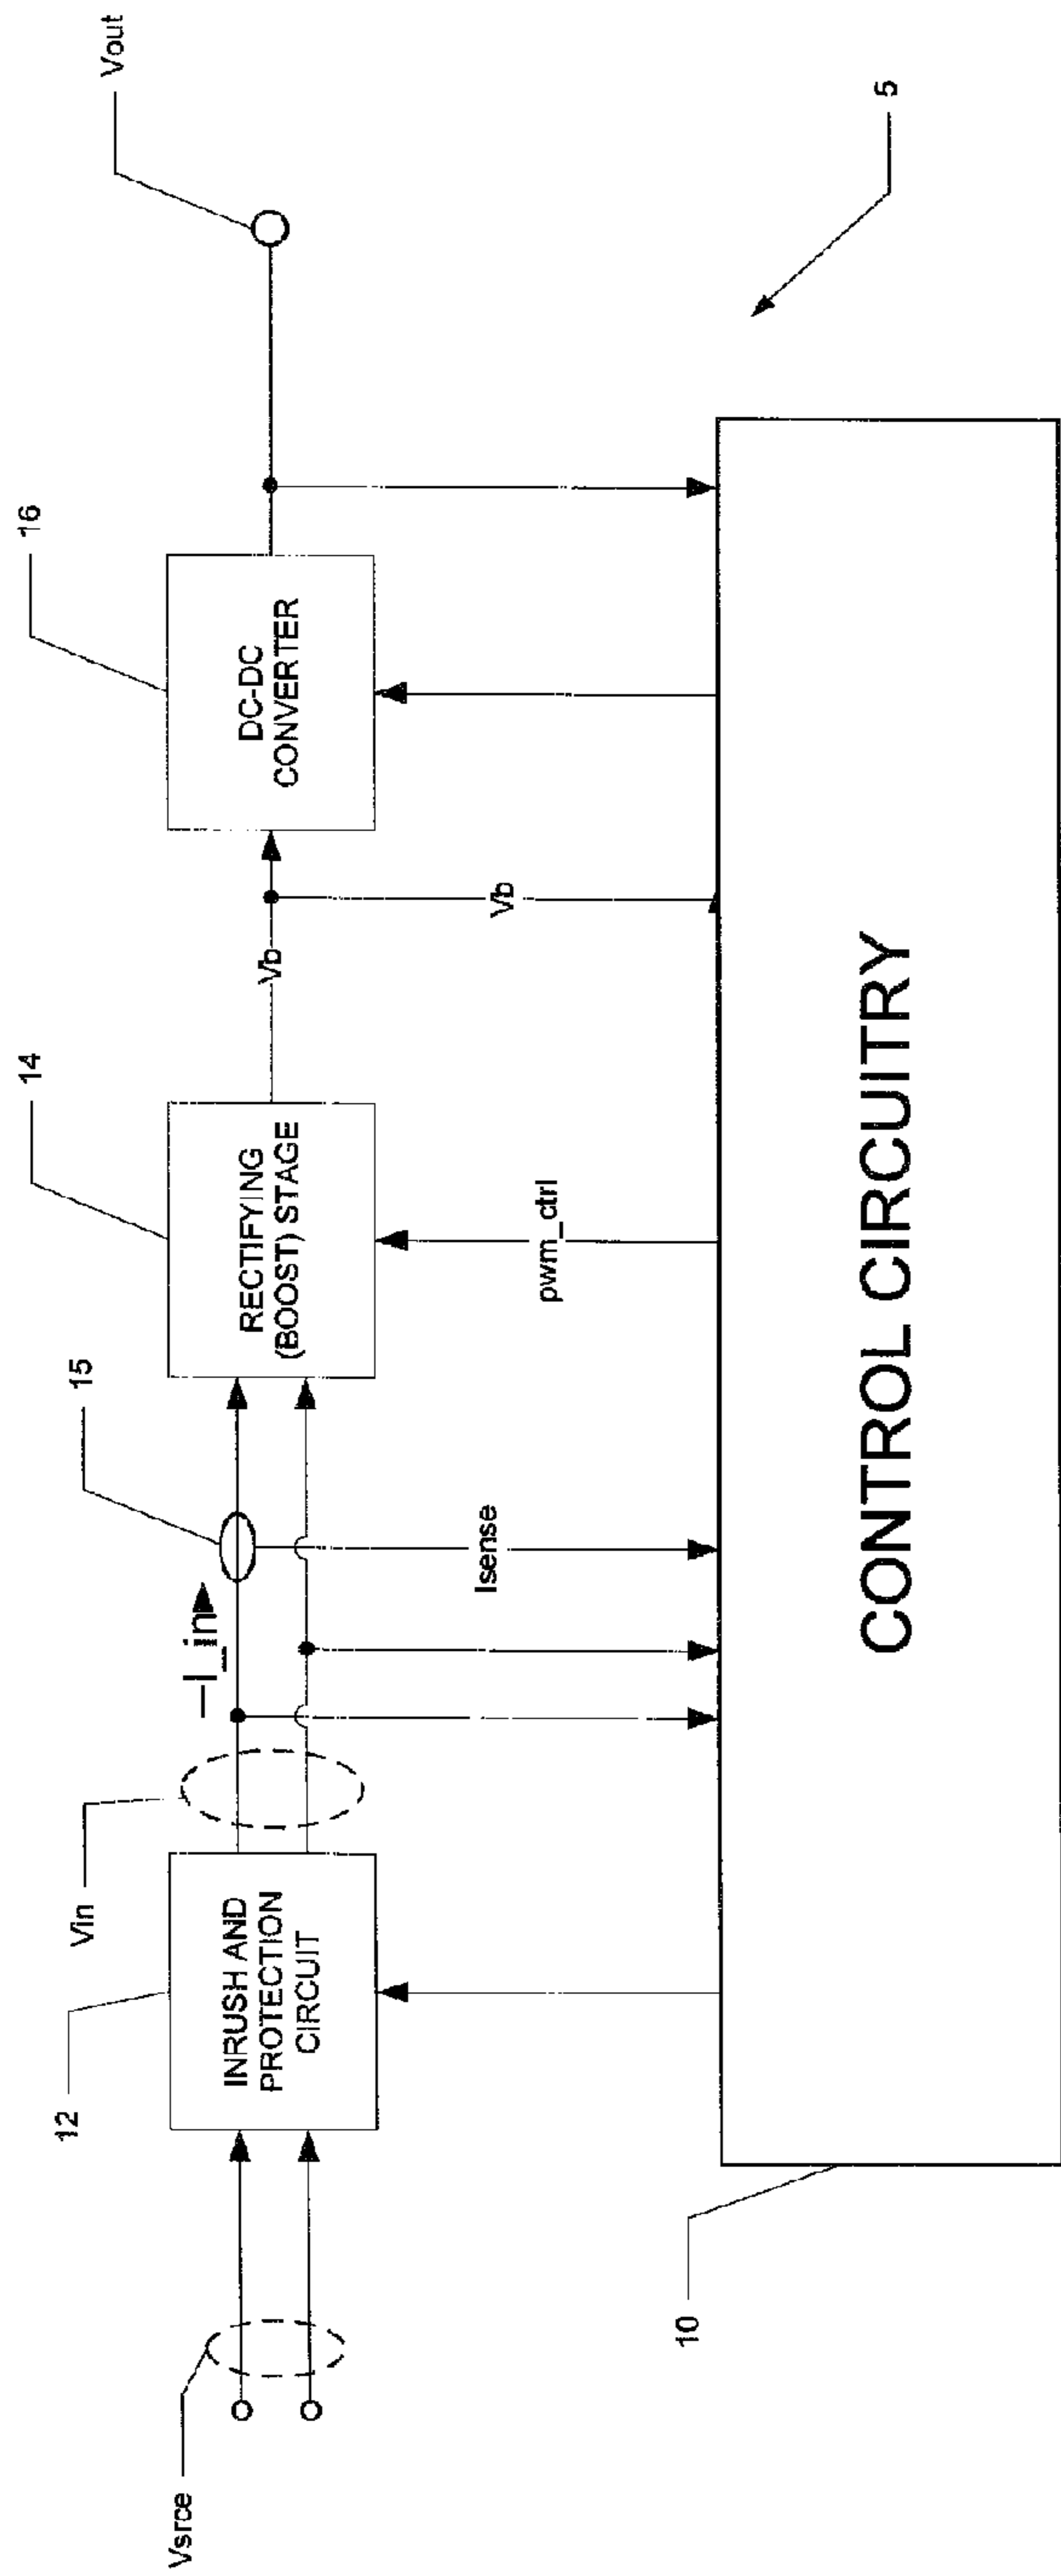 Vsrce
12
INRUSH AND
PROTECTION
CIRCUIT
Vin
I_in
15
Isense
14
RECTIFYING
(BOOST) STAGE
pwm_ctrl
Vb
Vb
16
DC-DC
CONVERTER
Vout
5
10
CONTROL CIRCUITRY